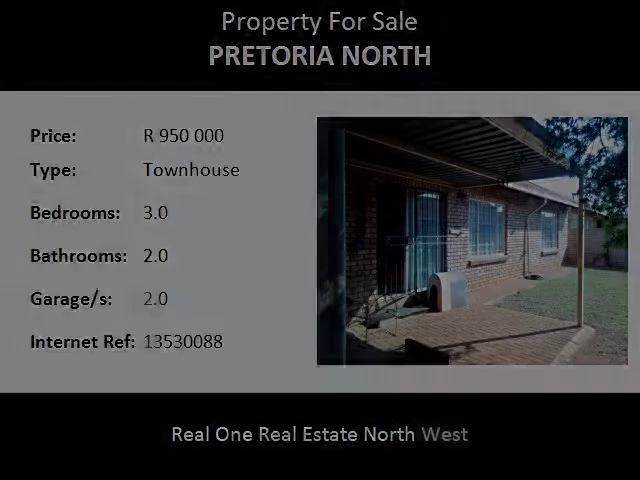 Property For Sale
PRETORIA NORTH
Price: R 950 000
Type: Townhouse
Bedrooms: 3.0
Bathrooms: 2.0
Garage/s: 2.0
Internet Ref: 13530088
Real One Real Estate North West